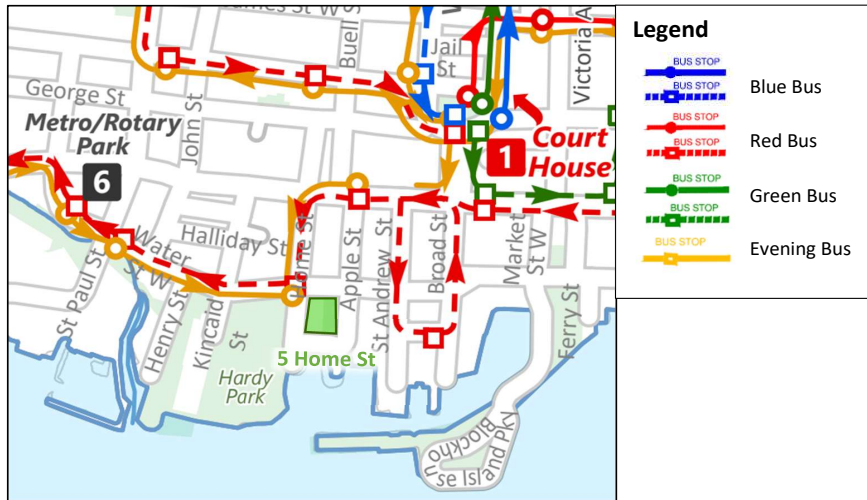 James St W
Buell St
Jail
St
Victoria A
George St
John St
Metro/Rotary
Park
6
1
Court
House
Halliday St
Water
St W
Home St
Apple St
St Andrew St
Broad St
Market
St W
Ferry St
St Paul St
Henry St
Kincaid
St
5 Home St
Hardy
Park
Blockhouse Island Pky
Legend
BUS STOP
BUS STOP
Blue Bus
BUS STOP
BUS STOP
Red Bus
BUS STOP
BUS STOP
Green Bus
BUS STOP
Evening Bus